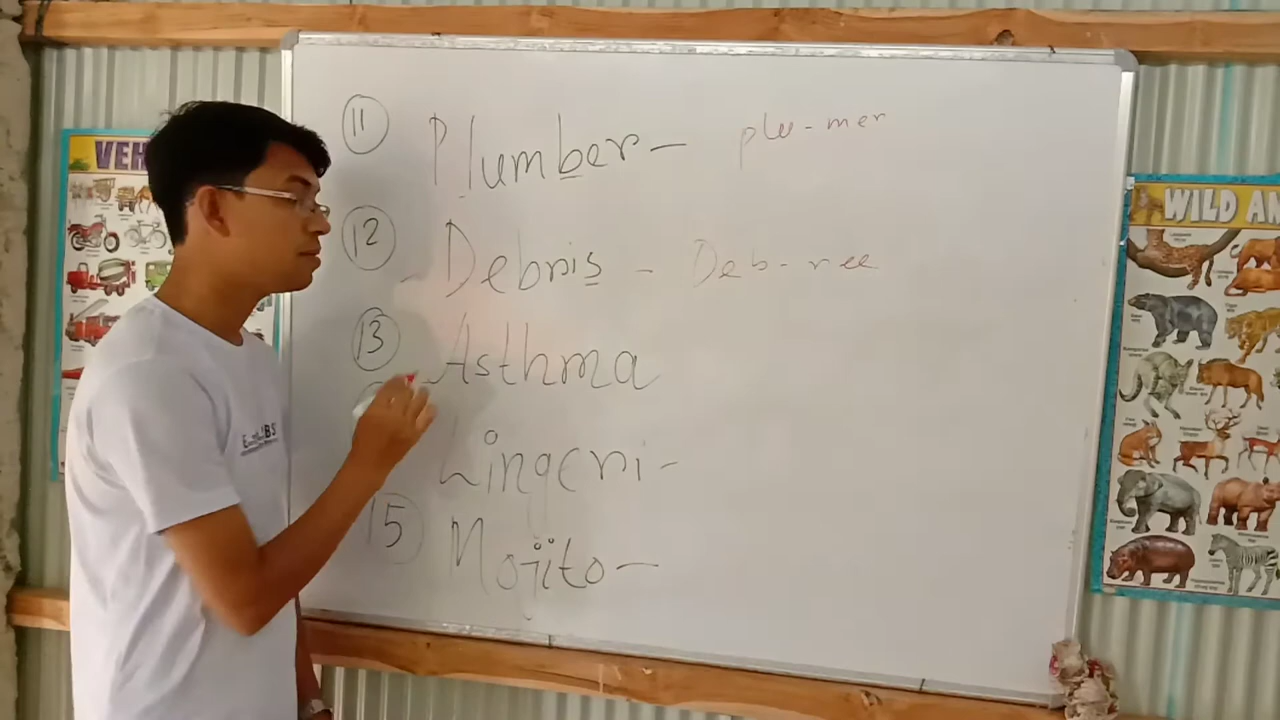 VEH
11 Plumber - plu-mer
12 - Debris - Deb-ree
13 Asthma
Lingeri -
15 Mojito -
WILD AN